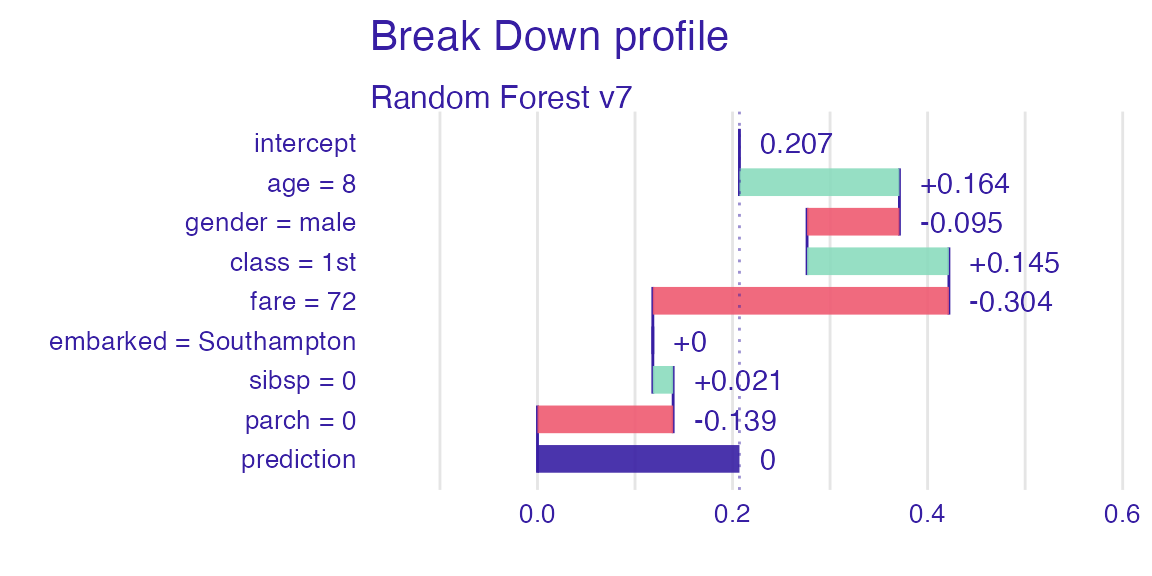 Break Down profile
Random Forest v7
intercept 0.207
age = 8 +0.164
gender = male -0.095
class = 1st +0.145
fare = 72 -0.304
embarked = Southampton +0
sibsp = 0 +0.021
parch = 0 -0.139
prediction 0
0.0 0.2 0.4 0.6